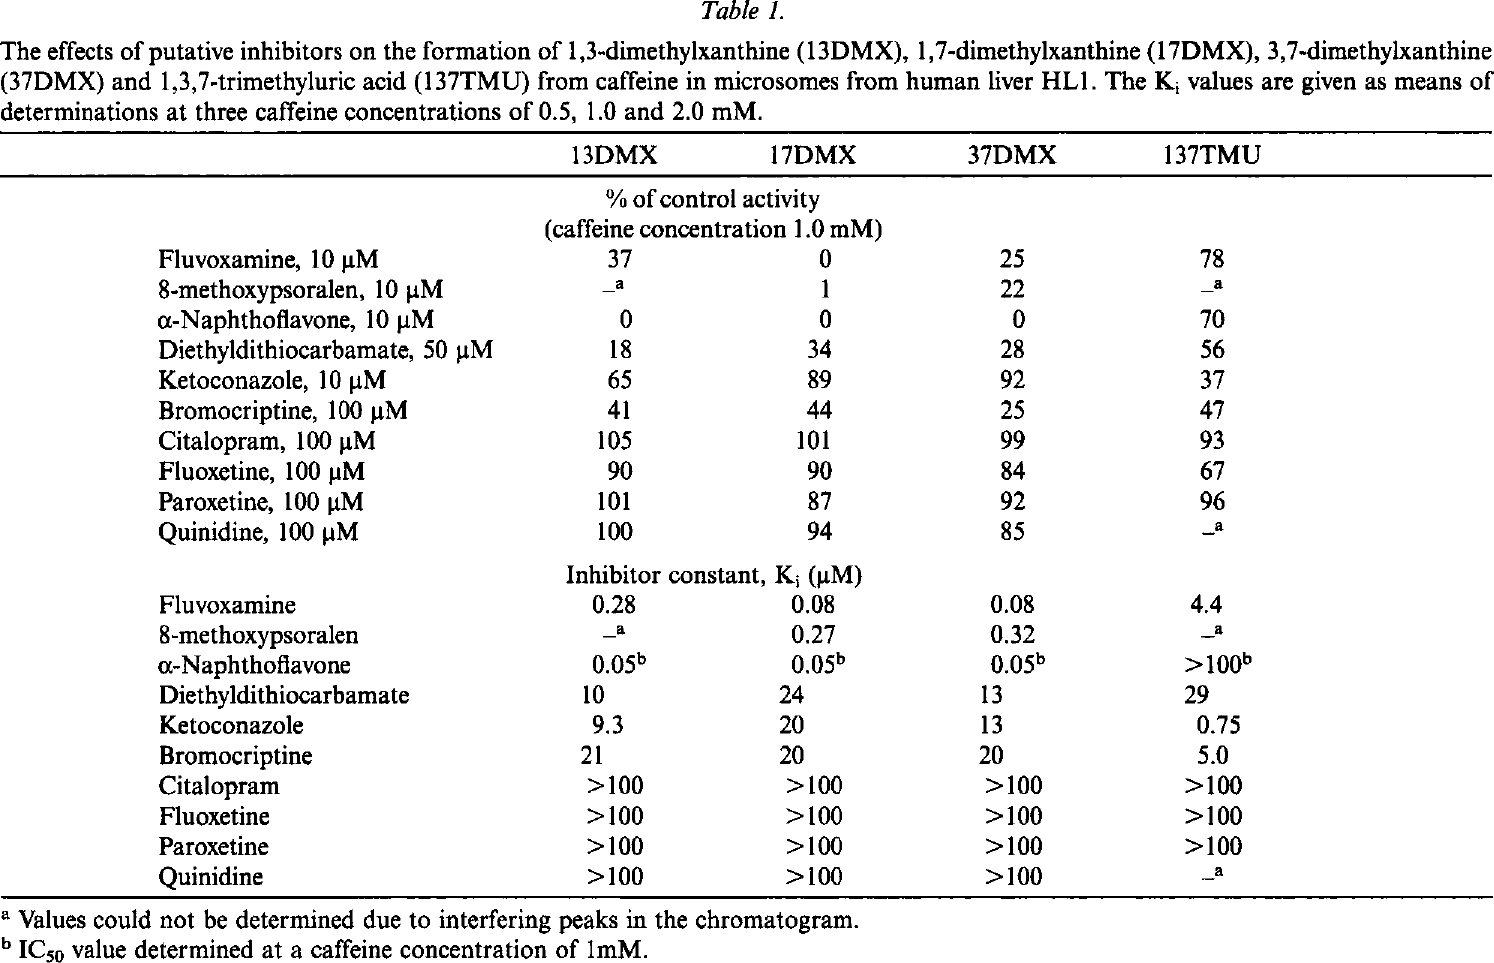 Table 1.
The effects of putative inhibitors on the formation of 1,3-dimethylxanthine (13DMX), 1,7-dimethylxanthine (17DMX), 3,7-dimethylxanthine
(37DMX) and 1,3,7-trimethyluric acid (137TMU) from caffeine in microsomes from human liver HL1. The Ki values are given as means of
determinations at three caffeine concentrations of 0.5, 1.0 and 2.0 mM.
13DMX 17DMX 37DMX 137TMU
% of control activity
(caffeine concentration 1.0 mM)
Fluvoxamine, 10 μM 37 0 25 78
8-methoxypsoralen, 10 μM –a 1 22 –a
α-Naphthoflavone, 10 μM 0 0 0 70
Diethyldithiocarbamate, 50 μM 18 34 28 56
Ketoconazole, 10 μM 65 89 92 37
Bromocriptine, 100 μM 41 44 25 47
Citalopram, 100 μM 105 101 99 93
Fluoxetine, 100 μM 90 90 84 67
Paroxetine, 100 μM 101 87 92 96
Quinidine, 100 μM 100 94 85 –a
Inhibitor constant, Ki (μM)
Fluvoxamine 0.28 0.08 0.08 4.4
8-methoxypsoralen –a 0.27 0.32 –a
α-Naphthoflavone 0.05b 0.05b 0.05b >100b
Diethyldithiocarbamate 10 24 13 29
Ketoconazole 9.3 20 13 0.75
Bromocriptine 21 20 20 5.0
Citalopram >100 >100 >100 >100
Fluoxetine >100 >100 >100 >100
Paroxetine >100 >100 >100 >100
Quinidine >100 >100 >100 –a
a Values could not be determined due to interfering peaks in the chromatogram.
b IC50 value determined at a caffeine concentration of 1mM.